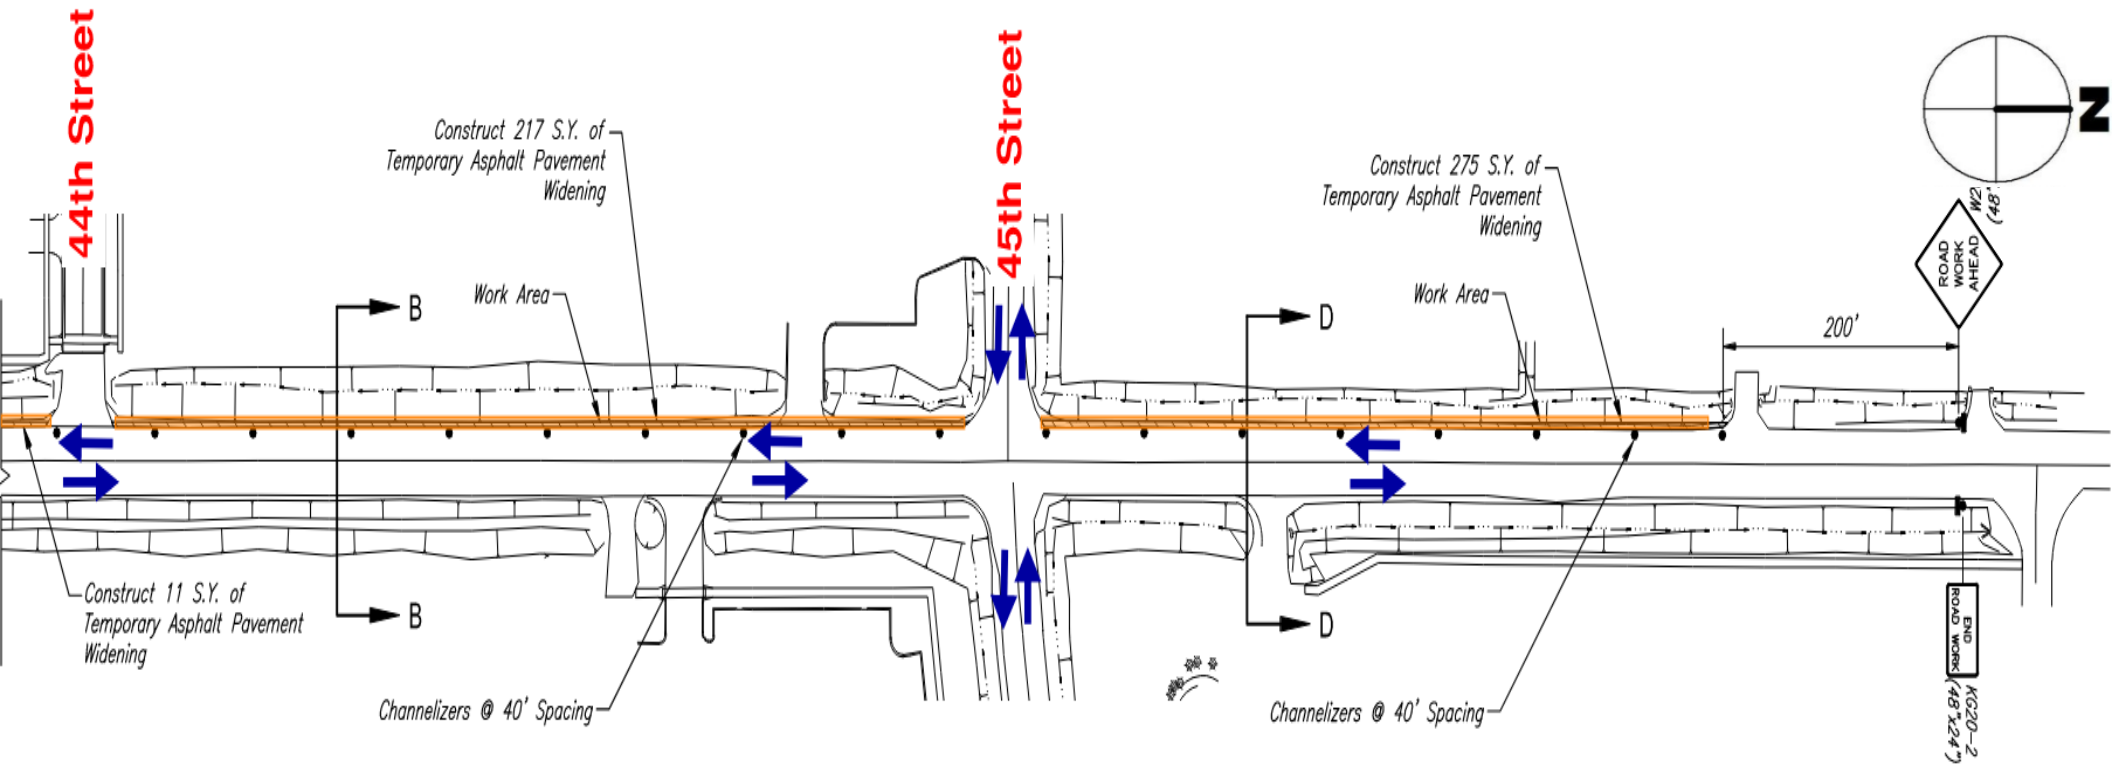 44th Street
Construct 217 S.Y. of
Temporary Asphalt Pavement
Widening
45th Street
Construct 275 S.Y. of
Temporary Asphalt Pavement
Widening
N
W2
(48"
ROAD
WORK
AHEAD
200'
B
Work Area
D
Work Area
B
D
Construct 11 S.Y. of
Temporary Asphalt Pavement
Widening
Channelizers @ 40' Spacing
Channelizers @ 40' Spacing
END
ROAD WORK
KG20-2
(48"x24")